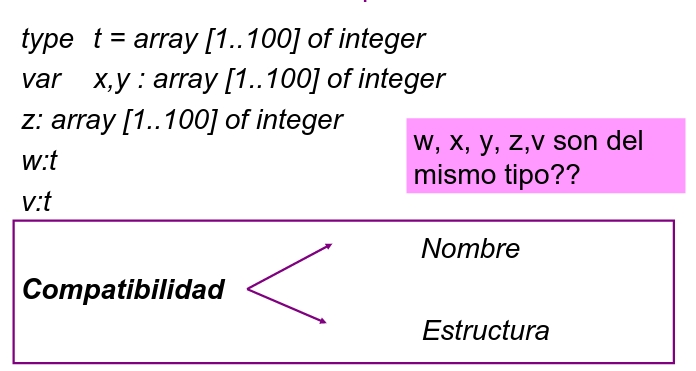 type t = array [1..100] of integer
var x,y : array [1..100] of integer
z: array [1..100] of integer
w:t
v:t
w, x, y, z,v son del
mismo tipo??
Nombre
Compatibilidad
Estructura